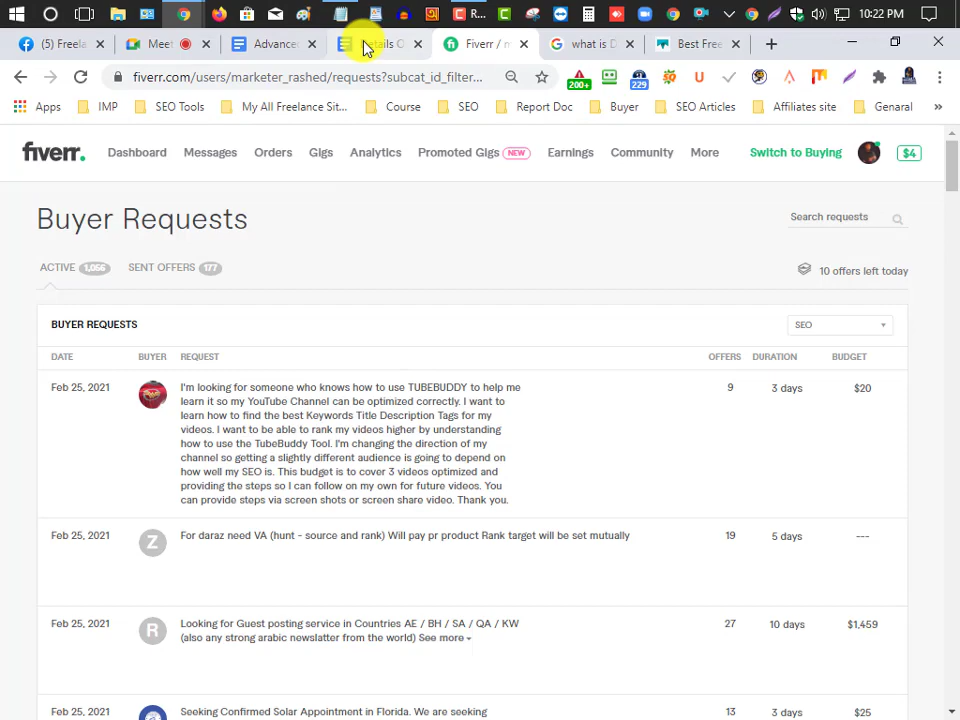 R...
10:22 PM
(5) Freela
Meet
Advance
etails O
Fiverr / m
what is D
Best Free
fiverr.com/users/marketer_rashed/requests?subcat_id_filter...
200+
229
Apps
IMP
SEO Tools
My All Freelance Sit...
Course
SEO
Report Doc
Buyer
SEO Articles
Affiliates site
Genaral
»
fiverr.
Dashboard
Messages
Orders
Gigs
Analytics
Promoted Gigs NEW
Earnings
Community
More
Switch to Buying
$4
Buyer Requests
Search requests
ACTIVE 1,056
SENT OFFERS 177
10 offers left today
BUYER REQUESTS
SEO
DATE BUYER REQUEST OFFERS DURATION BUDGET
Feb 25, 2021
I'm looking for someone who knows how to use TUBEBUDDY to help me
learn it so my YouTube Channel can be optimized correctly. I want to
learn how to find the best Keywords Title Description Tags for my
videos. I want to be able to rank my videos higher by understanding
how to use the TubeBuddy Tool. I'm changing the direction of my
channel so getting a slightly different audience is going to depend on
how well my SEO is. This budget is to cover 3 videos optimized and
providing the steps so I can follow on my own for future videos. You
can provide steps via screen shots or screen share video. Thank you.
9
3 days
$20
Feb 25, 2021
Z
For daraz need VA (hunt - source and rank) Will pay pr product Rank target will be set mutually
19
5 days
---
Feb 25, 2021
R
Looking for Guest posting service in Countries AE / BH / SA / QA / KW
(also any strong arabic newslatter from the world) See more
27
10 days
$1,459
Feb 25, 2021
Seeking Confirmed Solar Appointment in Florida. We are seeking
13
3 days
$25